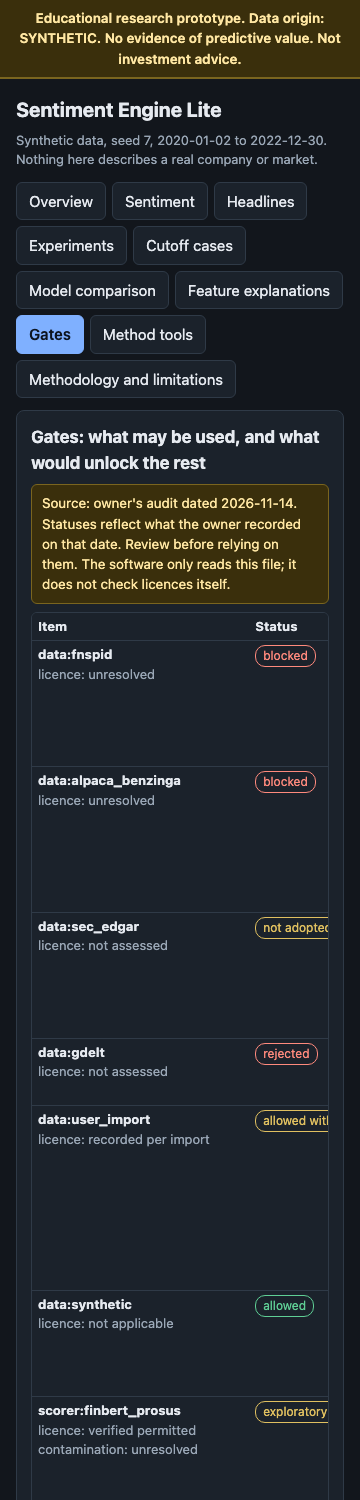 Educational research prototype. Data origin:
SYNTHETIC. No evidence of predictive value. Not
investment advice.
Sentiment Engine Lite
Synthetic data, seed 7, 2020-01-02 to 2022-12-30.
Nothing here describes a real company or market.
Overview Sentiment Headlines
Experiments Cutoff cases
Model comparison Feature explanations
Gates Method tools
Methodology and limitations
Gates: what may be used, and what
would unlock the rest
Source: owner's audit dated 2026-11-14.
Statuses reflect what the owner recorded
on that date. Review before relying on
them. The software only reads this file; it
does not check licences itself.
Item Status
data:fnspid blocked
licence: unresolved
data:alpaca_benzinga blocked
licence: unresolved
data:sec_edgar not adopted
licence: not assessed
data:gdelt rejected
licence: not assessed
data:user_import allowed with
licence: recorded per import
data:synthetic allowed
licence: not applicable
scorer:finbert_prosus exploratory
licence: verified permitted
contamination: unresolved